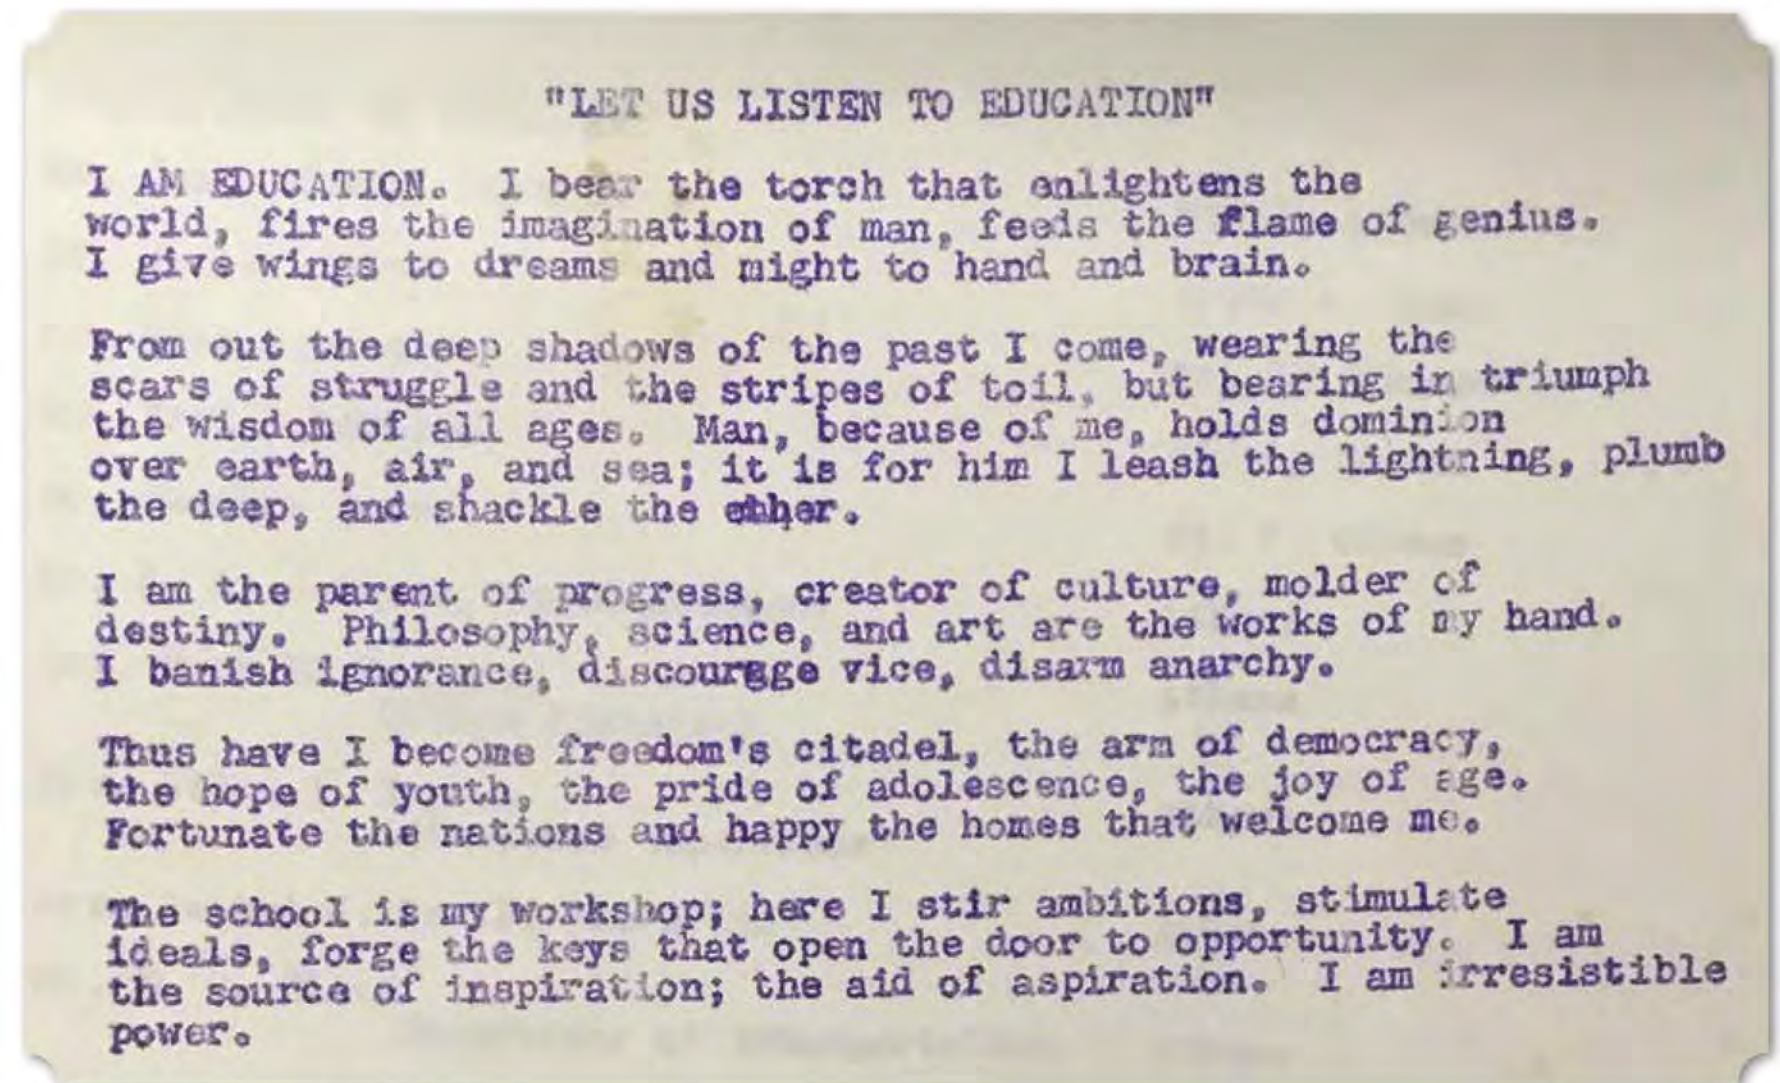 "LET US LISTEN TO EDUCATION"
I AM EDUCATION. I bear the torch that enlightens the
world, fires the imagination of man, feeds the flame of genius.
I give wings to dreams and might to hand and brain.
From out the deep shadows of the past I come, wearing the
scars of struggle and the stripes of toil, but bearing in triumph
the wisdom of all ages. Man, because of me, holds dominion
over earth, air, and sea; it is for him I leash the lightning, plumb
the deep, and shackle the ether.
I am the parent of progress, creator of culture, molder of
destiny. Philosophy, science, and art are the works of my hand.
I banish ignorance, discourage vice, disarm anarchy.
Thus have I become freedom's citadel, the arm of democracy,
the hope of youth, the pride of adolescence, the joy of age.
Fortunate the nations and happy the homes that welcome me.
The school is my workshop; here I stir ambitions, stimulate
ideals, forge the keys that open the door to opportunity. I am
the source of inspiration; the aid of aspiration. I am irresistible
power.